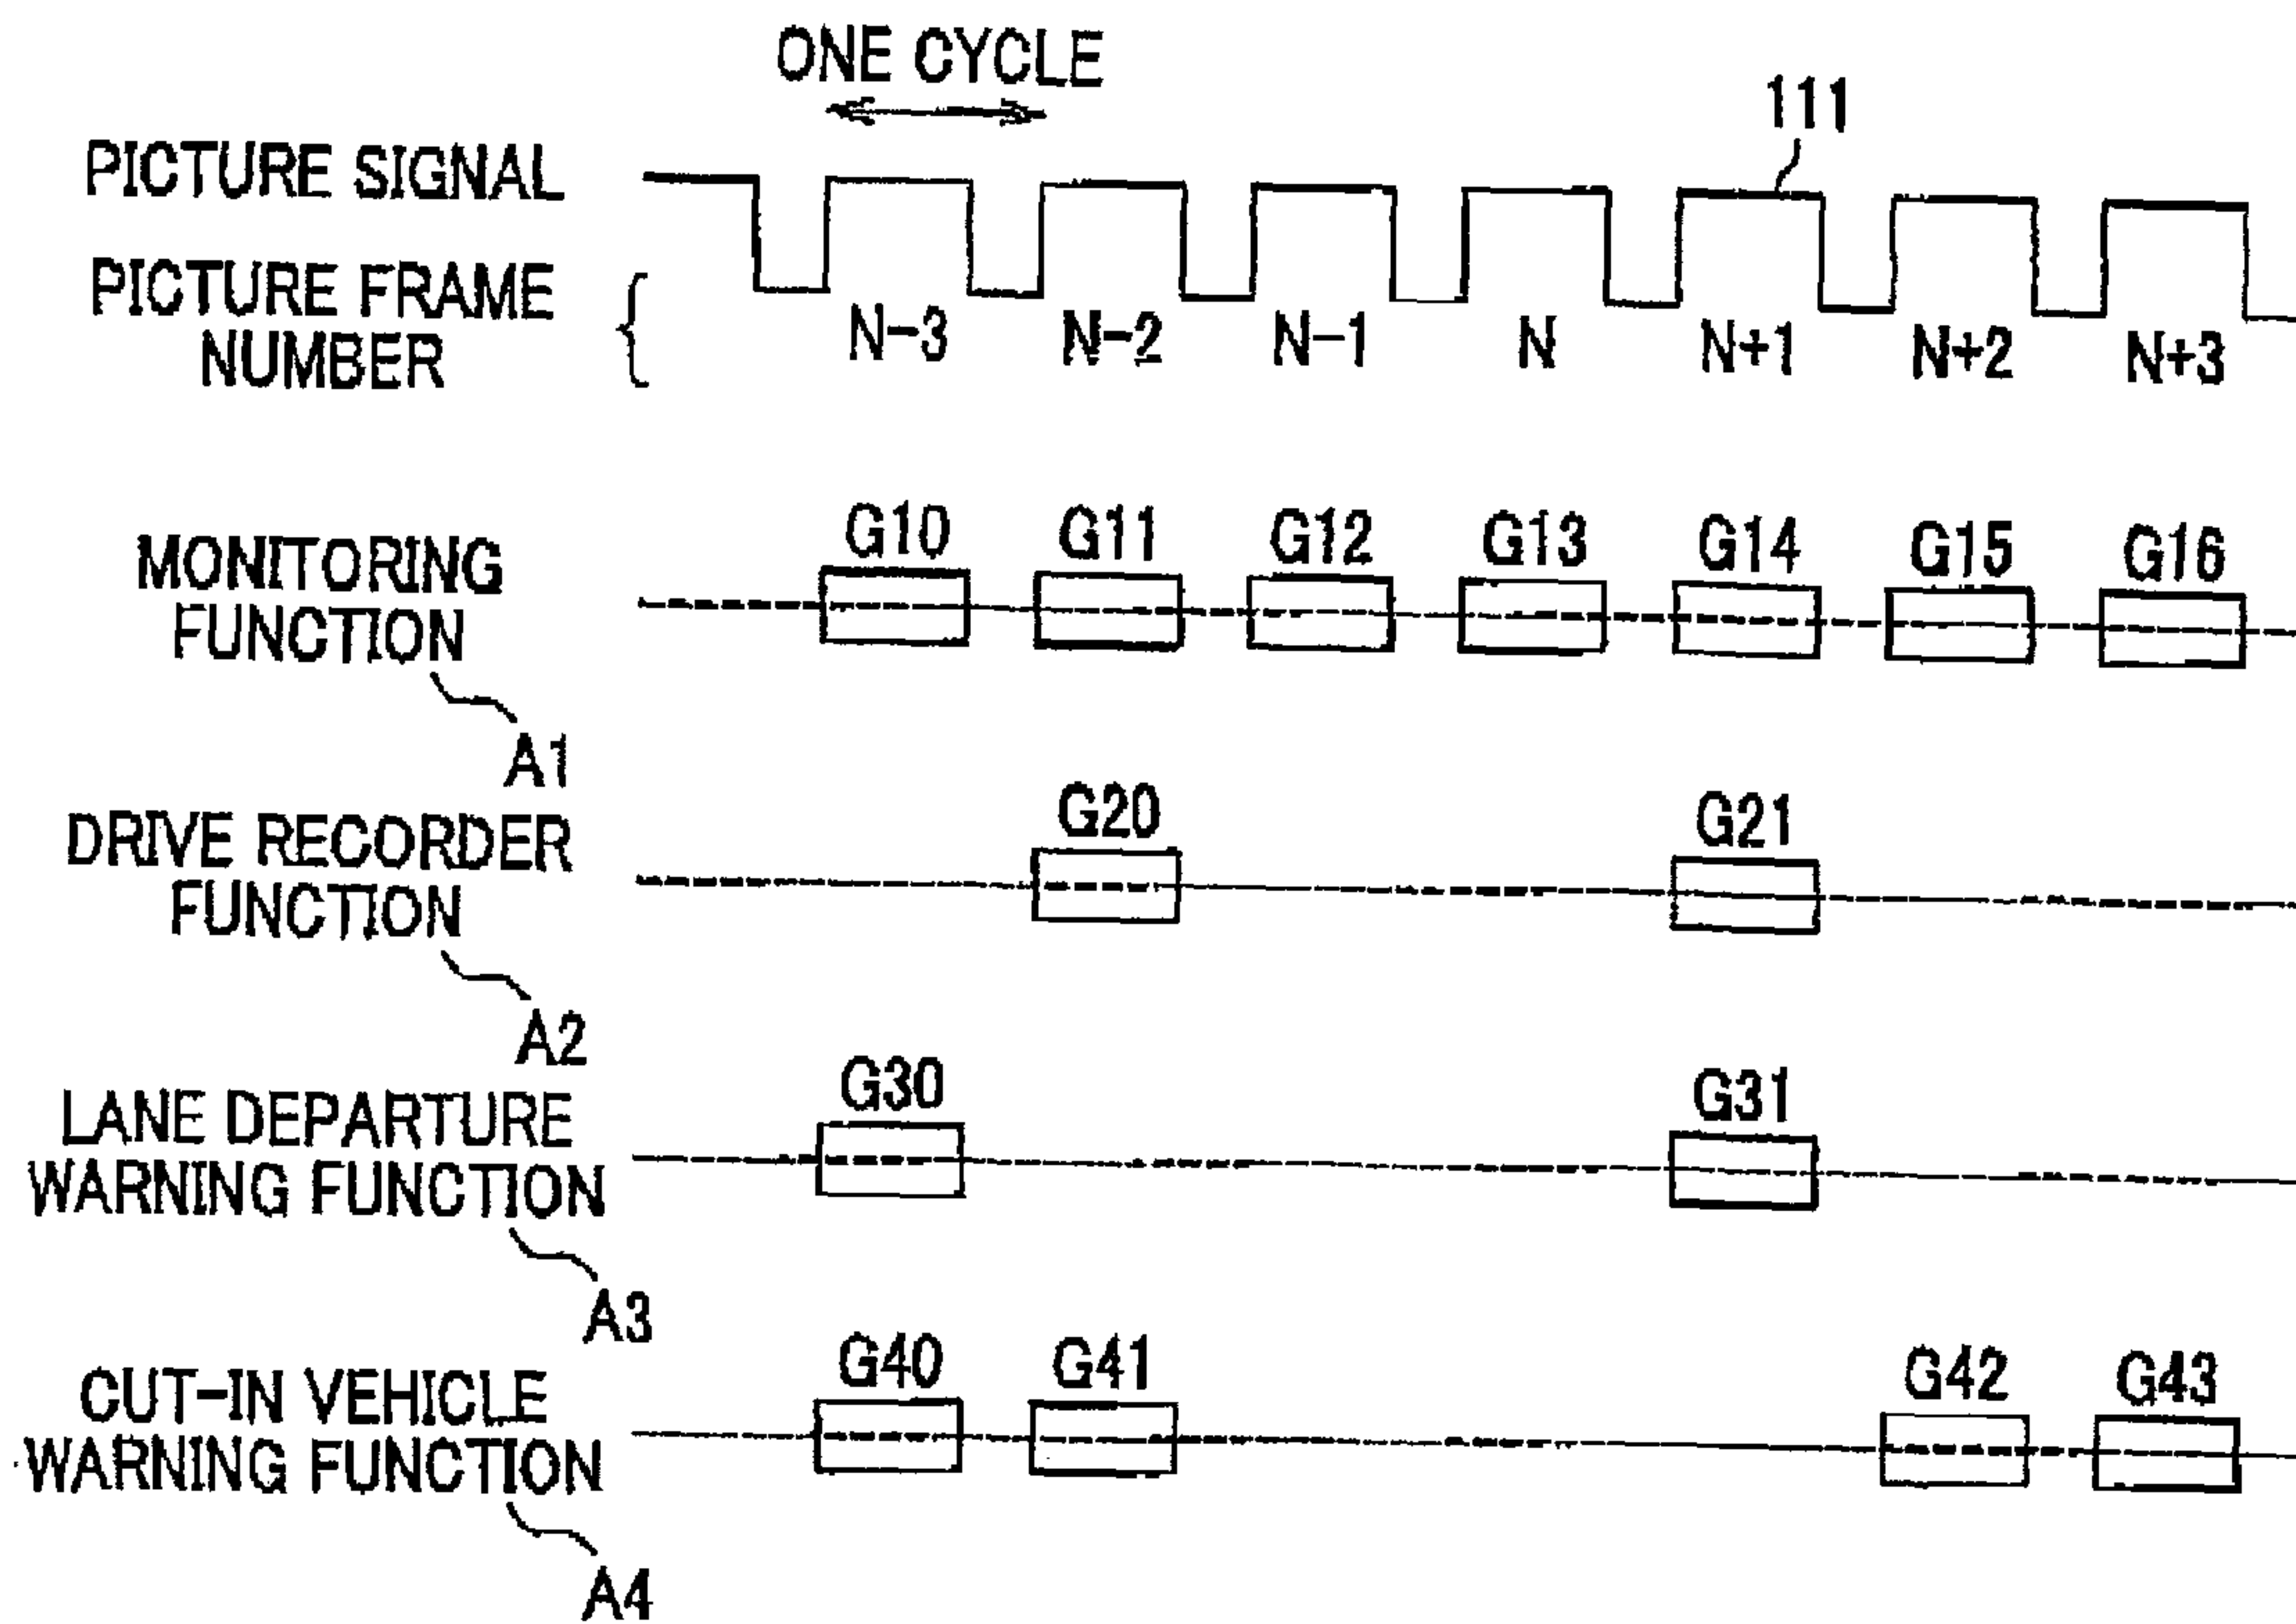 ONE CYCLE
111
PICTURE SIGNAL
PICTURE FRAME
NUMBER
N-3 N-2 N-1 N N+1 N+2 N+3
G10 G11 G12 G13 G14 G15 G16
MONITORING
FUNCTION
A1
G20 G21
DRIVE RECORDER
FUNCTION
A2
G30 G31
LANE DEPARTURE
WARNING FUNCTION
A3
G40 G41 G42 G43
CUT-IN VEHICLE
WARNING FUNCTION
A4